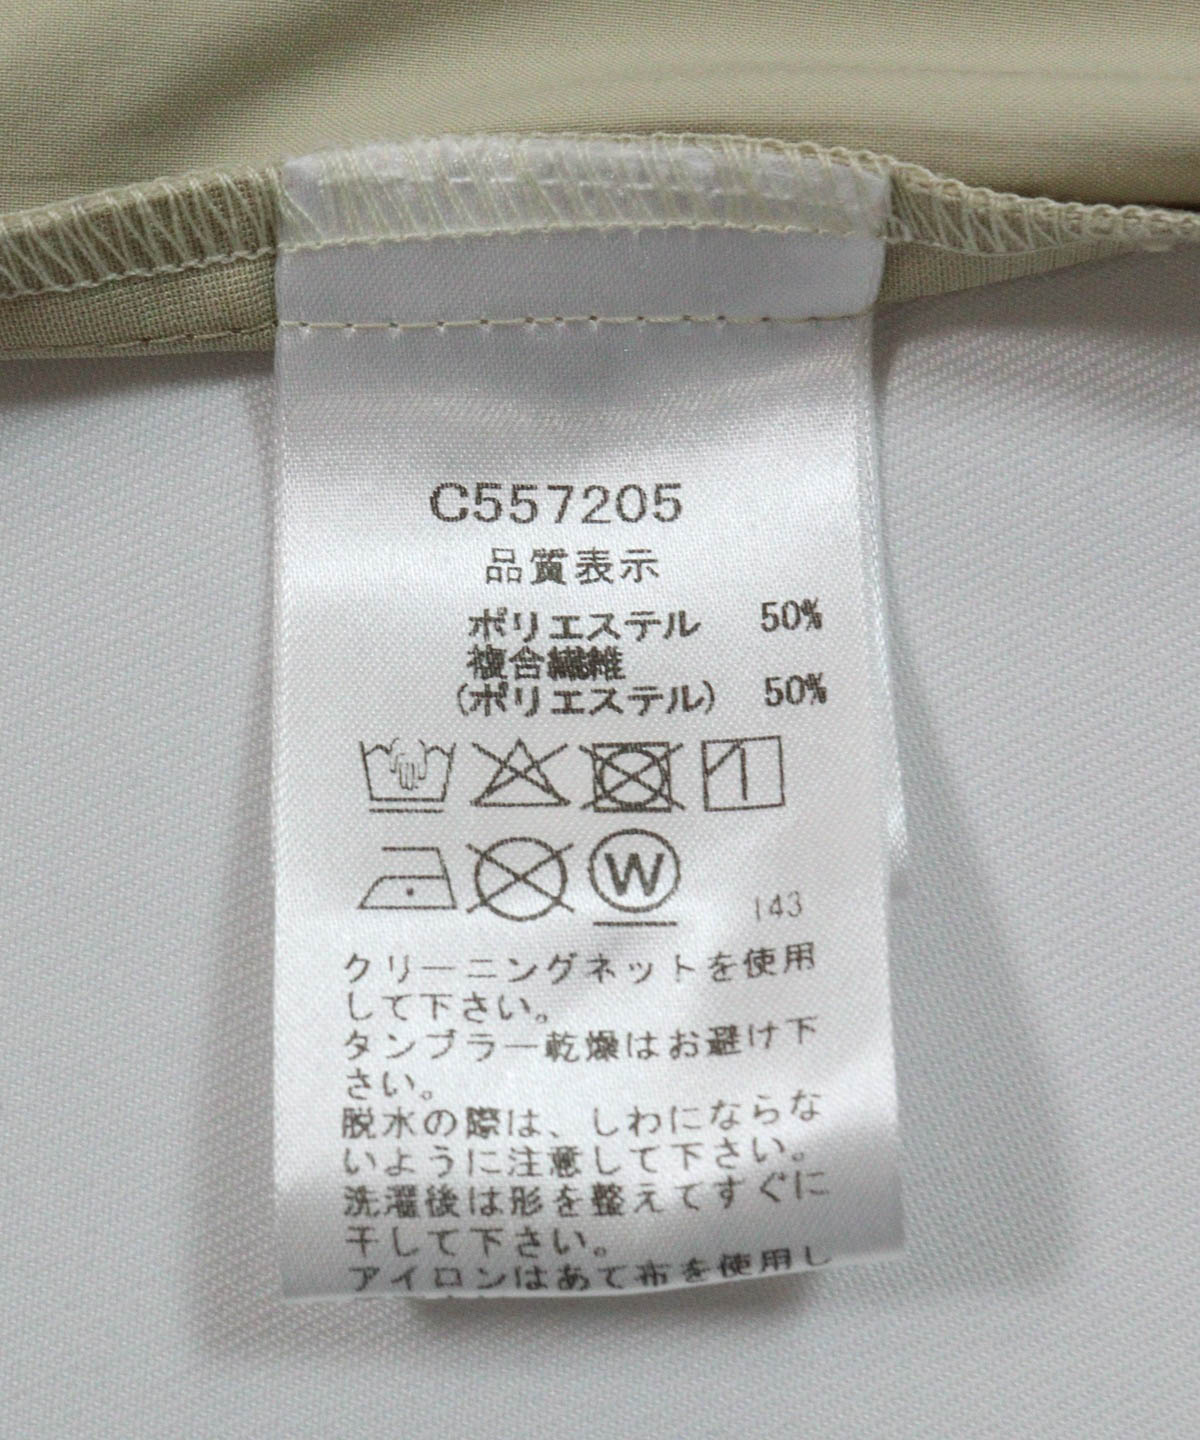 C557205
品質表示
ポリエステル 50%
複合繊維
(ポリエステル) 50%
W
143
クリーニングネットを使用
して下さい。
タンブラー乾燥はお避け下
さい。
脱水の際は、しわにならな
いように注意して下さい。
洗濯後は形を整えてすぐに
干して下さい。
アイロンはあて布を使用し